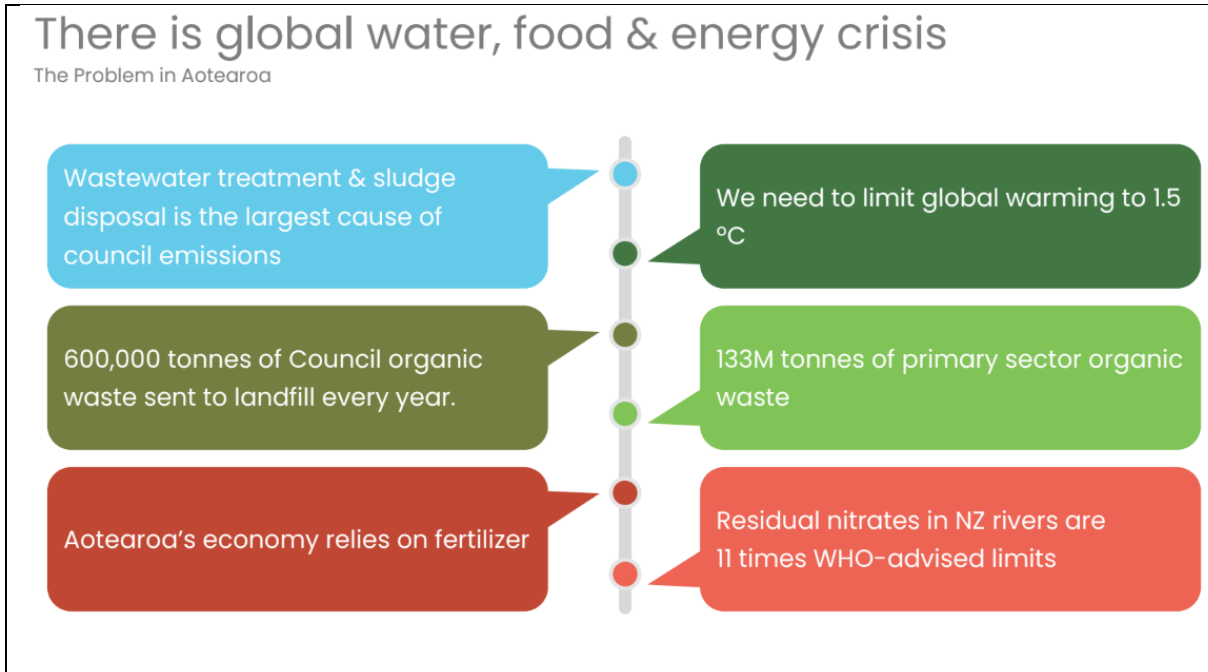 There is global water, food & energy crisis
The Problem in Aotearoa
Wastewater treatment & sludge
disposal is the largest cause of
council emissions
We need to limit global warming to 1.5
°C
600,000 tonnes of Council organic
waste sent to landfill every year.
133M tonnes of primary sector organic
waste
Aotearoa’s economy relies on fertilizer
Residual nitrates in NZ rivers are
11 times WHO-advised limits